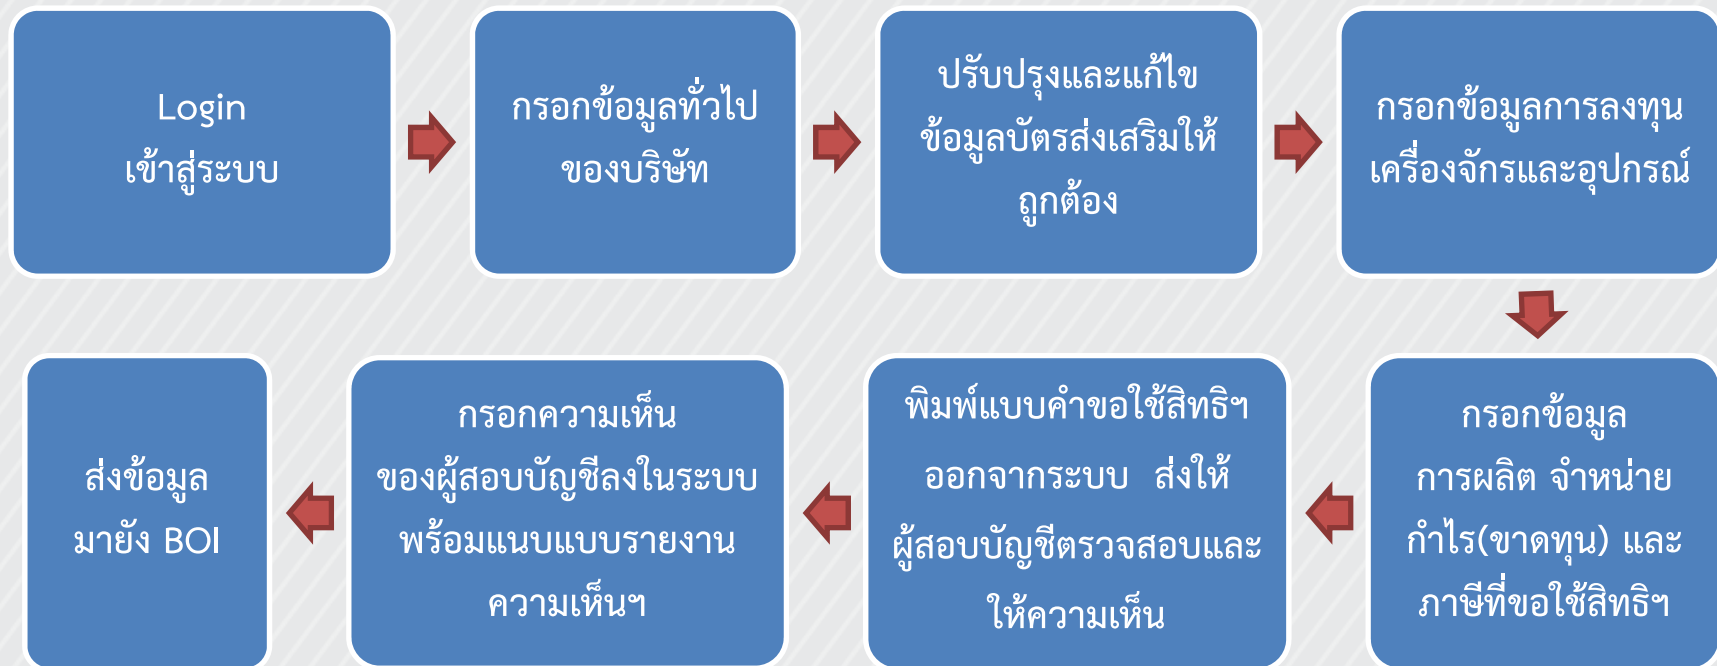 Login
เข้าสู่ระบบ
กรอกข้อมูลทั่วไป
ของบริษัท
ปรับปรุงและแก้ไข
ข้อมูลบัตรส่งเสริมให้
ถูกต้อง
กรอกข้อมูลการลงทุน
เครื่องจักรและอุปกรณ์
กรอกข้อมูล
การผลิต จำหน่าย
กำไร(ขาดทุน) และ
ภาษีที่ขอใช้สิทธิฯ
พิมพ์แบบคำขอใช้สิทธิฯ
ออกจากระบบ ส่งให้
ผู้สอบบัญชีตรวจสอบและ
ให้ความเห็น
กรอกความเห็น
ของผู้สอบบัญชีลงในระบบ
พร้อมแนบแบบรายงาน
ความเห็นฯ
ส่งข้อมูล
มายัง BOI